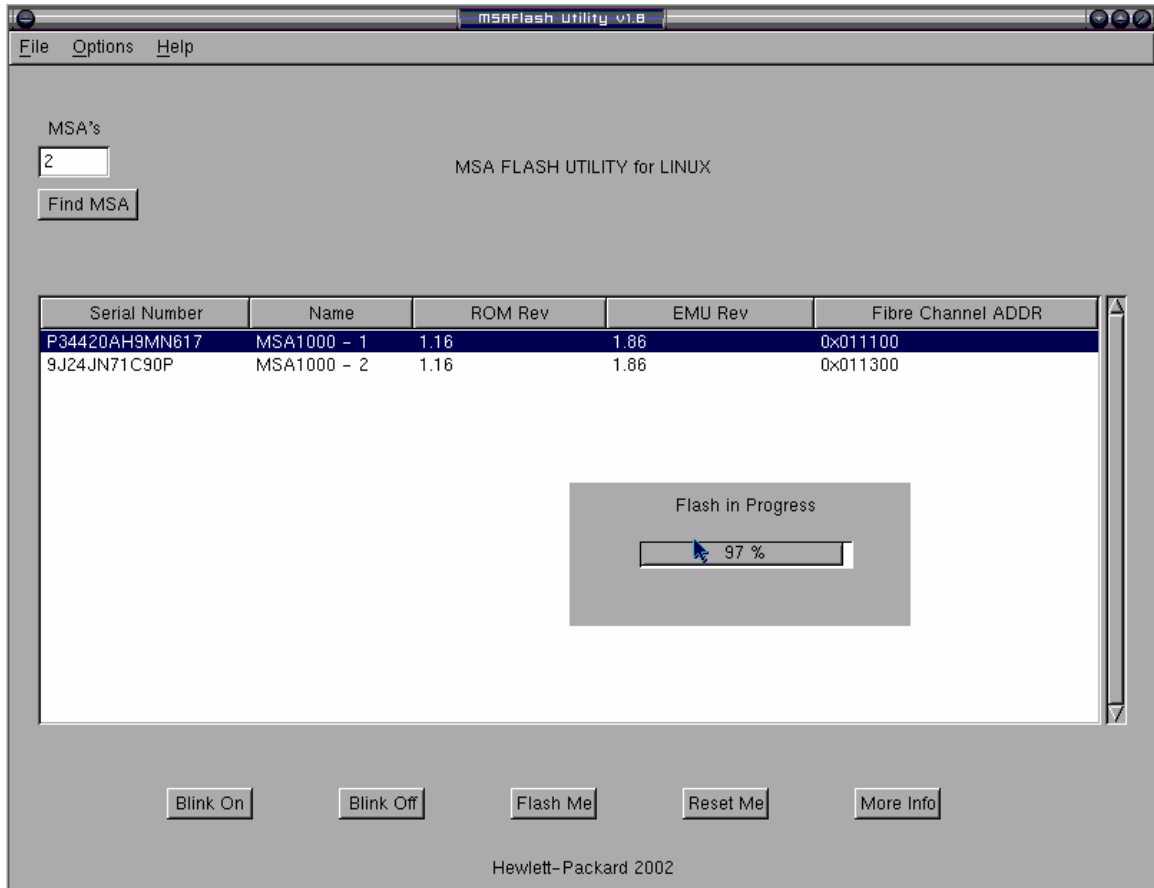 MSAFlash Utility v1.8
File Options Help
MSA's
2
MSA FLASH UTILITY for LINUX
Find MSA
Serial Number Name ROM Rev EMU Rev Fibre Channel ADDR
P34420AH9MN617 MSA1000 - 1 1.16 1.86 0x011100
9J24JN71C90P MSA1000 - 2 1.16 1.86 0x011300
Flash in Progress
97 %
Blink On Blink Off Flash Me Reset Me More Info
Hewlett-Packard 2002